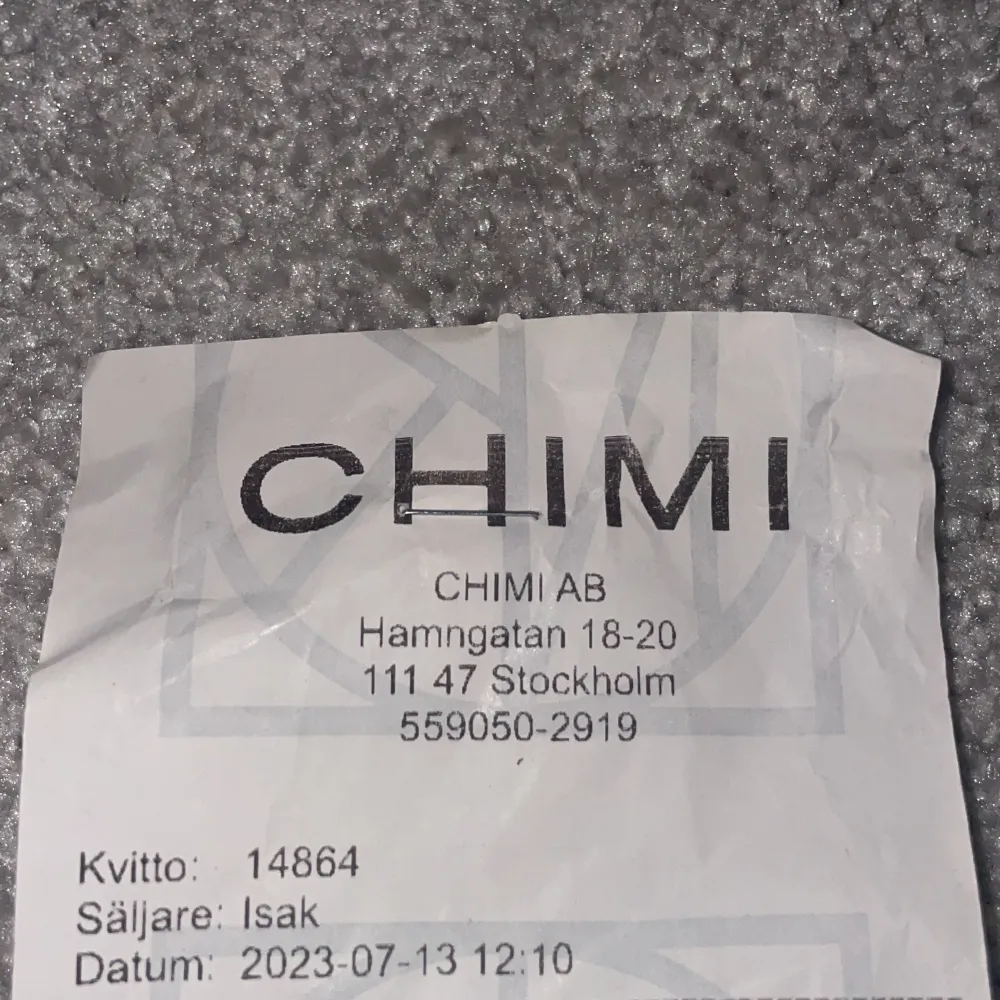 CHIMI
CHIMI AB
Hamngatan 18-20
111 47 Stockholm
559050-2919
Kvitto: 14864
Säljare: Isak
Datum: 2023-07-13 12:10